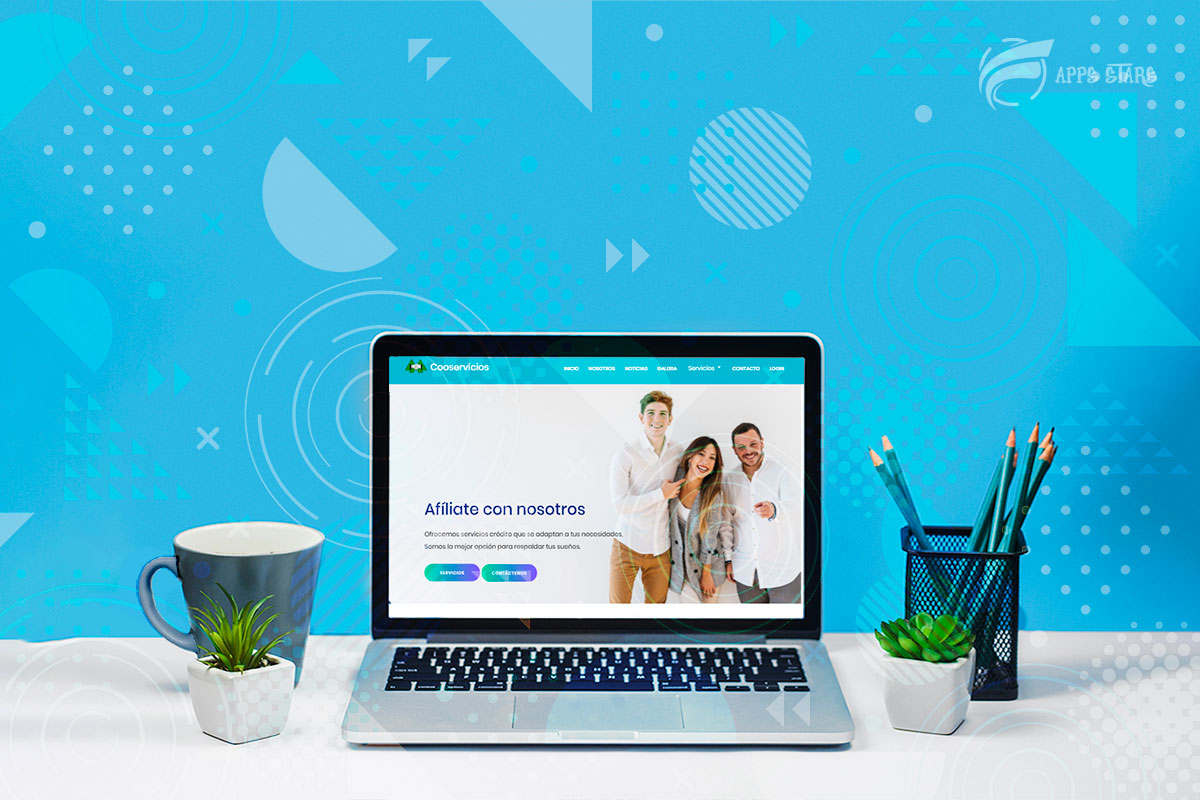 APPS STARS
Cooservicios
INICIO NOSOTROS NOTICIAS GALERIA Servicios CONTACTO LOGIN
Afíliate con nosotros
Ofrecemos servicios crédito que se adaptan a tus necesidades,
Somos la mejor opción para respaldar tus sueños.
SERVICIOS CONTÁCTENOS